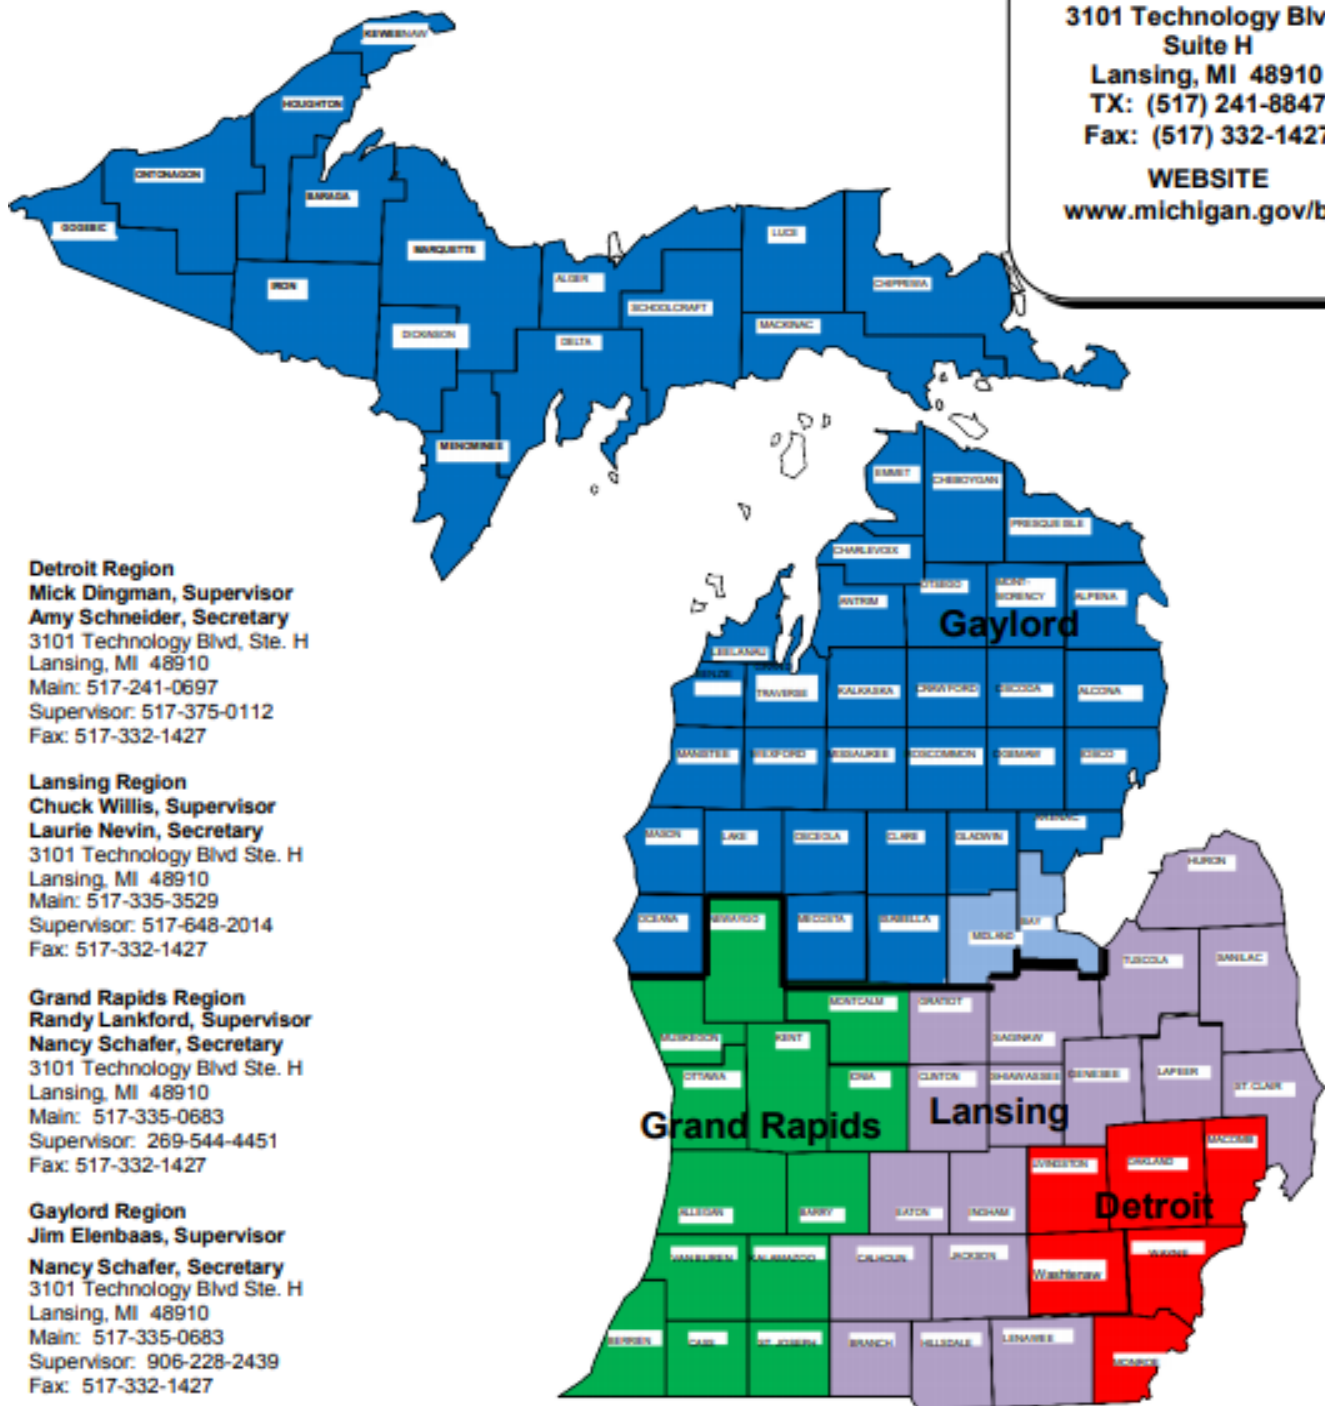 3101 Technology Blv
Suite H
Lansing, MI 48910
TX: (517) 241-8847
Fax: (517) 332-1427
WEBSITE
www.michigan.gov/b
KEWEENAW
HOUGHTON
ONTONAGON
BARAGA
GOGEBIC
MARQUETTE
LUCE
IRON
ALGER
CHIPPEWA
SCHOOLCRAFT
DICKINSON
DELTA
MACKINAC
MENOMINEE
EMMET
CHEBOYGAN
PRESQUE ISLE
CHARLEVOIX
OTSEGO
MONT-
MORENCY
ALPENA
ANTRIM
Gaylord
LEELANAU
TRAVERSE
KALKASKA
CRAWFORD
OSCODA
ALCONA
MANISTEE
WEXFORD
MISSAUKEE
ROSCOMMON
OGEMAW
IOSCO
MASON
LAKE
OSCEOLA
CLARE
GLADWIN
ARENAC
HURON
OCEANA
NEWAYGO
MECOSTA
ISABELLA
MIDLAND
BAY
TUSCOLA
SANILAC
MONTCALM
GRATIOT
SAGINAW
MUSKEGON
KENT
OTTAWA
IONIA
CLINTON
SHIAWASSEE
GENESEE
LAPEER
ST. CLAIR
Grand Rapids
Lansing
LIVINGSTON
OAKLAND
MACOMB
ALLEGAN
BARRY
EATON
INGHAM
Detroit
VAN BUREN
KALAMAZOO
CALHOUN
JACKSON
Washtenaw
WAYNE
BERRIEN
CASS
ST. JOSEPH
BRANCH
HILLSDALE
LENAWEE
MONROE
Detroit Region
Mick Dingman, Supervisor
Amy Schneider, Secretary
3101 Technology Blvd, Ste. H
Lansing, MI 48910
Main: 517-241-0697
Supervisor: 517-375-0112
Fax: 517-332-1427
Lansing Region
Chuck Willis, Supervisor
Laurie Nevin, Secretary
3101 Technology Blvd Ste. H
Lansing, MI 48910
Main: 517-335-3529
Supervisor: 517-648-2014
Fax: 517-332-1427
Grand Rapids Region
Randy Lankford, Supervisor
Nancy Schafer, Secretary
3101 Technology Blvd Ste. H
Lansing, MI 48910
Main: 517-335-0683
Supervisor: 269-544-4451
Fax: 517-332-1427
Gaylord Region
Jim Elenbaas, Supervisor
Nancy Schafer, Secretary
3101 Technology Blvd Ste. H
Lansing, MI 48910
Main: 517-335-0683
Supervisor: 906-228-2439
Fax: 517-332-1427